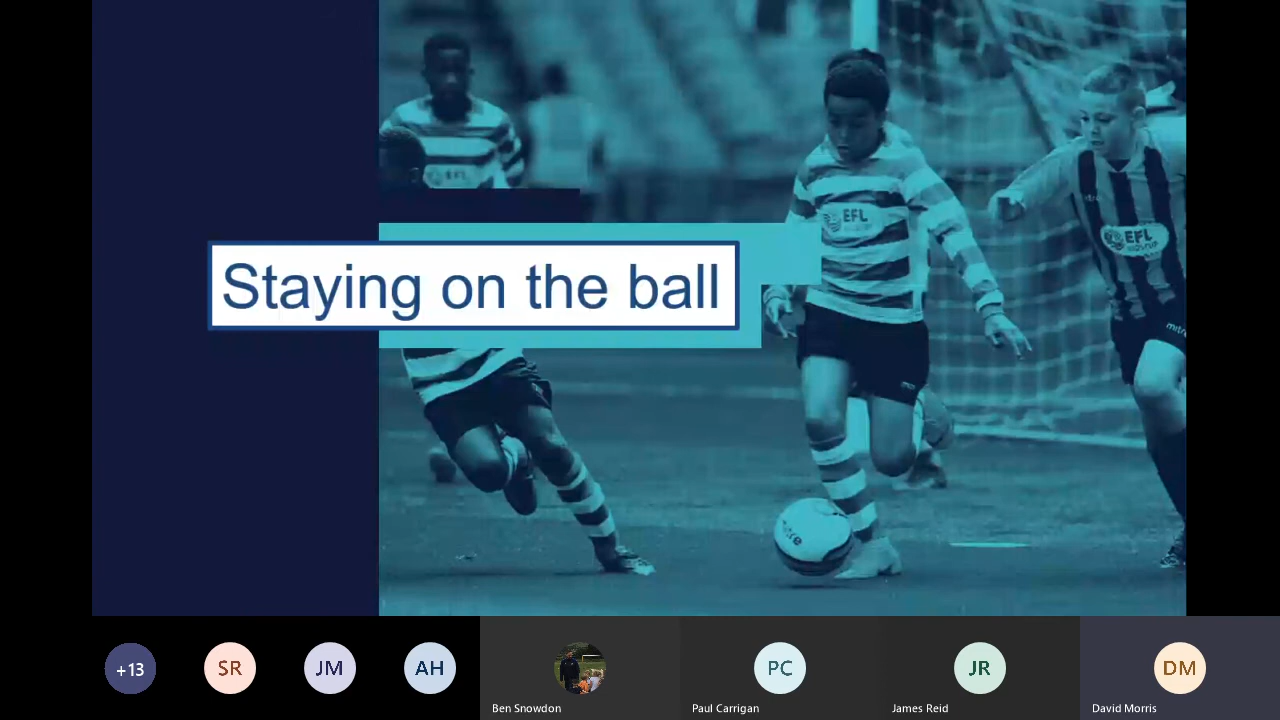 Staying on the ball
EFL
EFL
EFL
mitre
+13
SR
JM
AH
PC
JR
DM
Ben Snowdon
Paul Carrigan
James Reid
David Morris